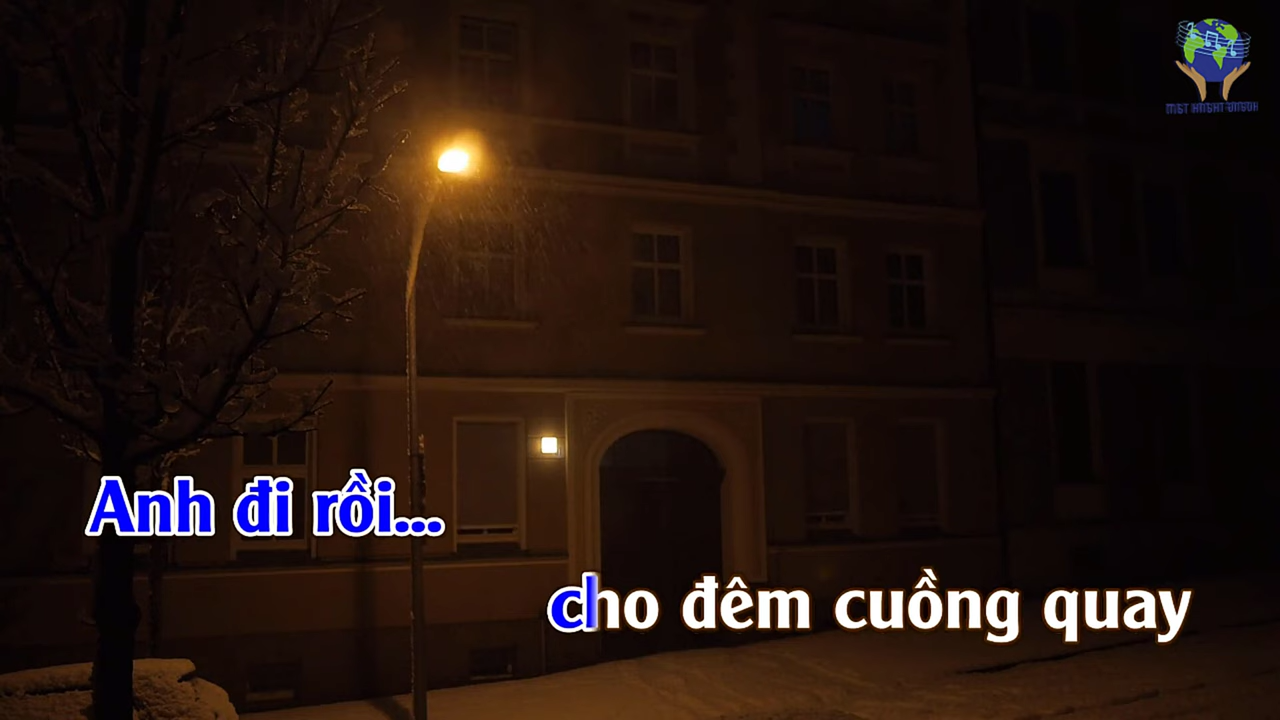 Anh đi rồi...
cho đêm cuồng quay